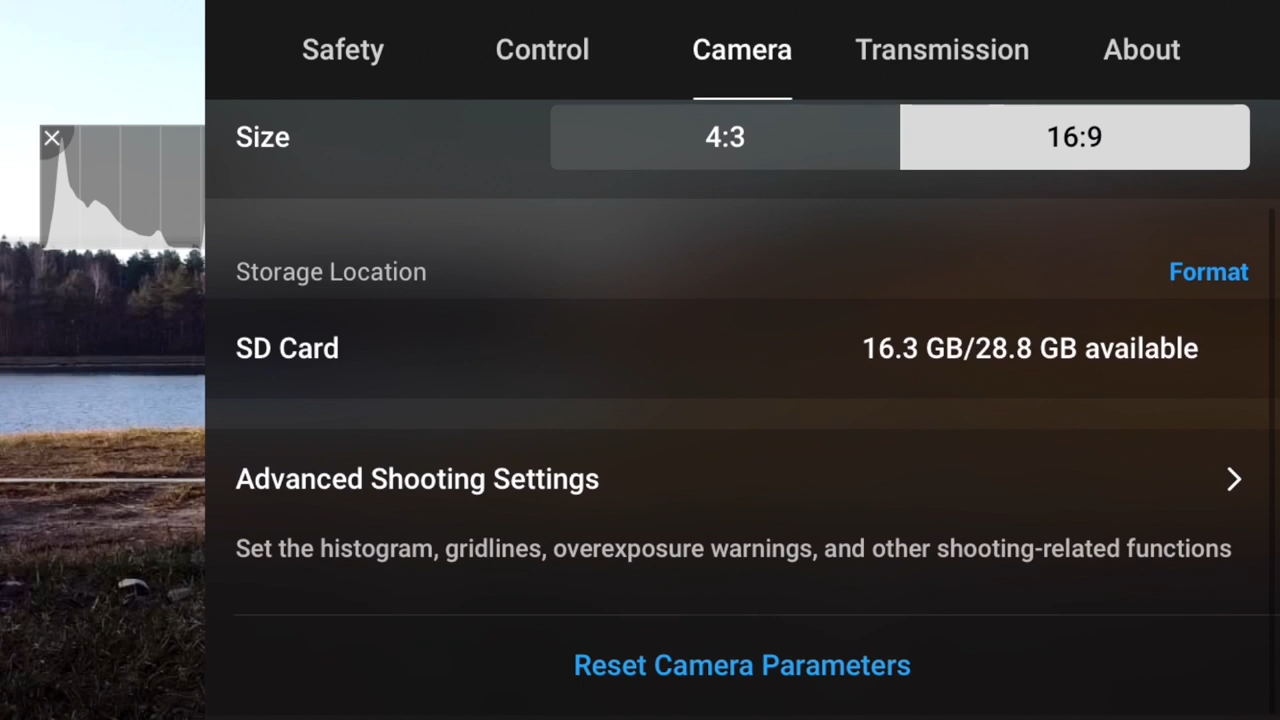 Safety Control Camera Transmission About
Size 4:3 16:9
Storage Location Format
SD Card 16.3 GB/28.8 GB available
Advanced Shooting Settings
Set the histogram, gridlines, overexposure warnings, and other shooting-related functions
Reset Camera Parameters